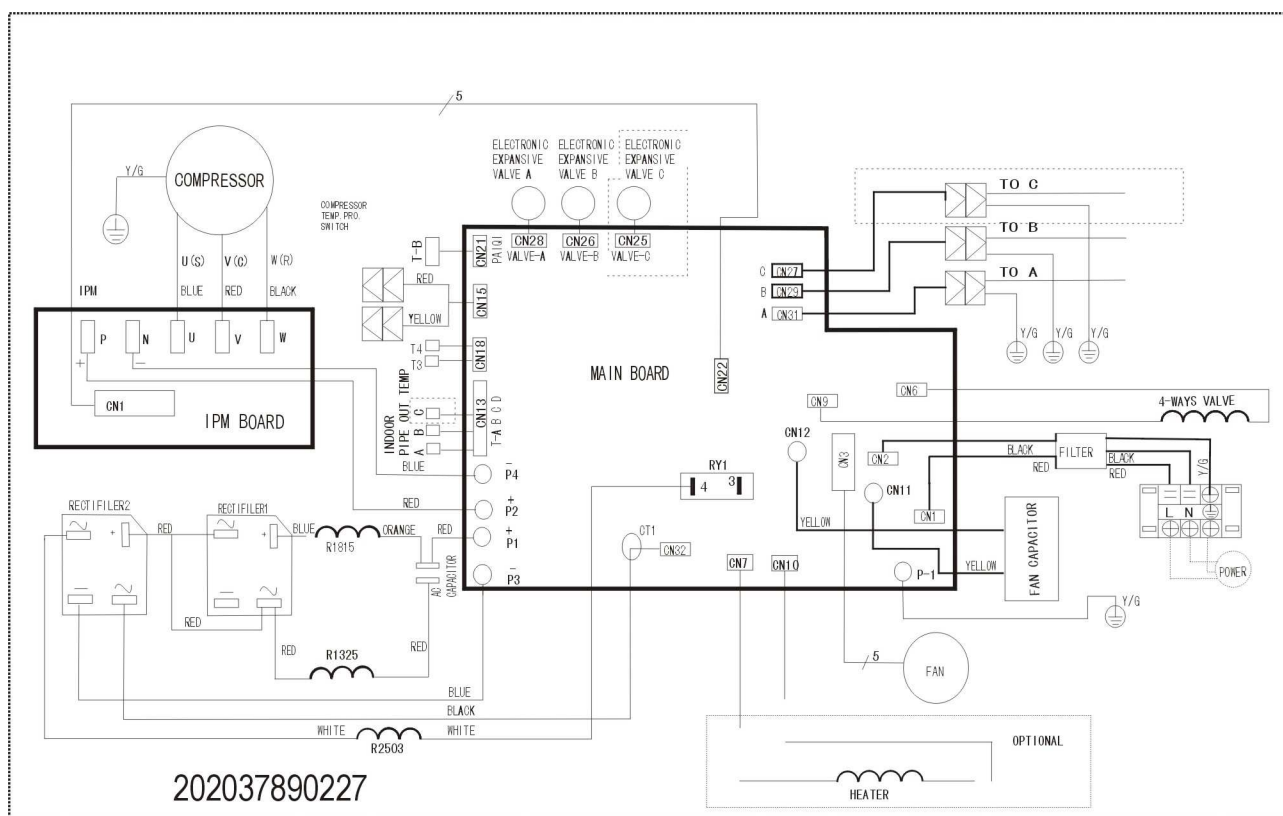 5
ELECTRONIC
EXPANSIVE
VALVE A
ELECTRONIC
EXPANSIVE
VALVE B
ELECTRONIC
EXPANSIVE
VALVE C
Y/G
COMPRESSOR
COMPRESSOR
TEMP. PRO.
SWITCH
TO C
TO B
TO A
CN28
CN26
CN25
VALVE-A
VALVE-B
VALVE-C
T-B
CN21
PAIQI
U(S)
V(C)
W(R)
IPM
BLUE
RED
BLACK
RED
YELLOW
CN15
C
CN27
B
CN29
A
CN31
Y/G
Y/G
Y/G
P
N
U
V
W
+
-
CN1
IPM BOARD
T4
T3
CN18
MAIN BOARD
CN22
INDOOR
PIPE OUT TEMP
A
B
C
CN13
T-A B C D
CN6
CN9
4-WAYS VALVE
CN12
CN3
CN2
BLACK
RED
FILTER
BLACK
RED
Y/G
CN11
CN1
BLUE
-
P4
RED
+
P2
RY1
4
3
L
N
POWER
RECTIFILER2
RECTIFILER1
RED
BLUE
ORANGE
R1815
RED
+
P1
AC
CAPACITOR
-
P3
CT1
CN32
YELLOW
YELLOW
FAN CAPACITOR
CN7
CN10
P-1
Y/G
+
+
RED
RED
R1325
RED
5
FAN
BLUE
BLACK
WHITE
R2503
WHITE
OPTIONAL
HEATER
202037890227